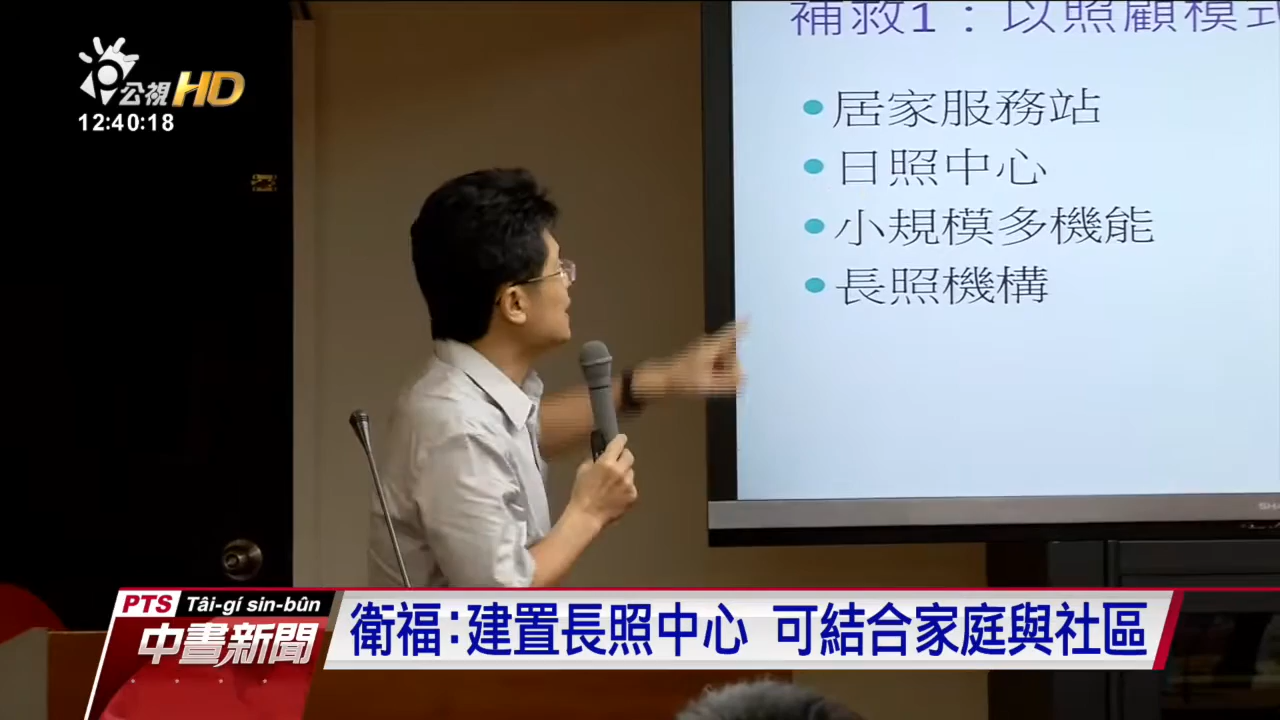 公視HD
12:40:18
補救1：以照顧模式
居家服務站
日照中心
小規模多機能
長照機構
PTS Tâi-gí sin-bûn
中晝新聞
衛福：建置長照中心 可結合家庭與社區